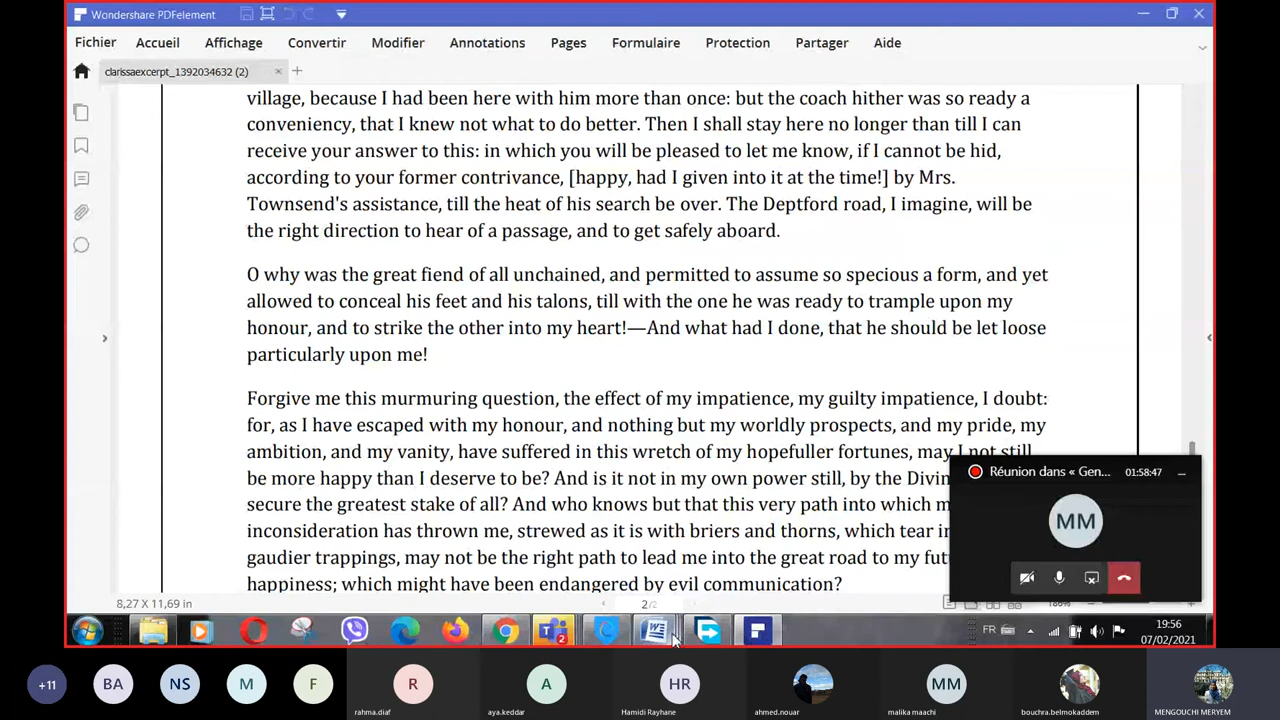 Wondershare PDFelement
Fichier Accueil Affichage Convertir Modifier Annotations Pages Formulaire Protection Partager Aide
clarissaexcerpt_1392034632 (2)
village, because I had been here with him more than once: but the coach hither was so ready a
conveniency, that I knew not what to do better. Then I shall stay here no longer than till I can
receive your answer to this: in which you will be pleased to let me know, if I cannot be hid,
according to your former contrivance, [happy, had I given into it at the time!] by Mrs.
Townsend's assistance, till the heat of his search be over. The Deptford road, I imagine, will be
the right direction to hear of a passage, and to get safely aboard.
O why was the great fiend of all unchained, and permitted to assume so specious a form, and yet
allowed to conceal his feet and his talons, till with the one he was ready to trample upon my
honour, and to strike the other into my heart!—And what had I done, that he should be let loose
particularly upon me!
Forgive me this murmuring question, the effect of my impatience, my guilty impatience, I doubt:
for, as I have escaped with my honour, and nothing but my worldly prospects, and my pride, my
ambition, and my vanity, have suffered in this wretch of my hopefuller fortunes, may I not still
be more happy than I deserve to be? And is it not in my own power still, by the Divin
secure the greatest stake of all? And who knows but that this very path into which m
inconsideration has thrown me, strewed as it is with briers and thorns, which tear in
gaudier trappings, may not be the right path to lead me into the great road to my futu
happiness; which might have been endangered by evil communication?
Réunion dans « Gen... 01:58:47
MM
8,27 X 11,69 in 2/2
FR 19:56
07/02/2021
2
+11 BA NS M F R A HR MM
rahma.diaf aya.keddar Hamidi Rayhane ahmed.nouar malika maachi bouchra.belmokaddem MENGOUCHI MERYEM